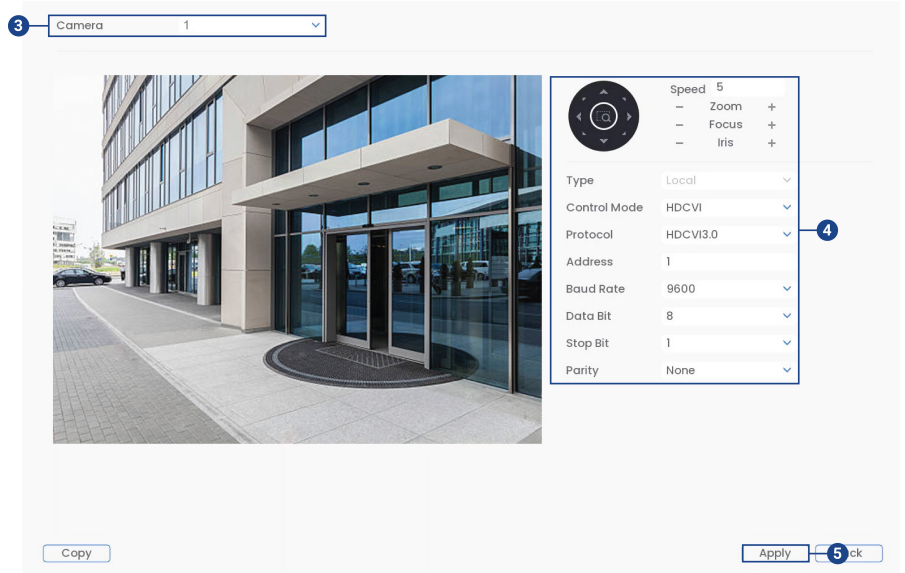 3 Camera 1
Speed 5
- Zoom +
- Focus +
- Iris +
Type Local
Control Mode HDCVI
Protocol HDCVI3.0
4
Address 1
Baud Rate 9600
Data Bit 8
Stop Bit 1
Parity None
Copy Apply 5 ck